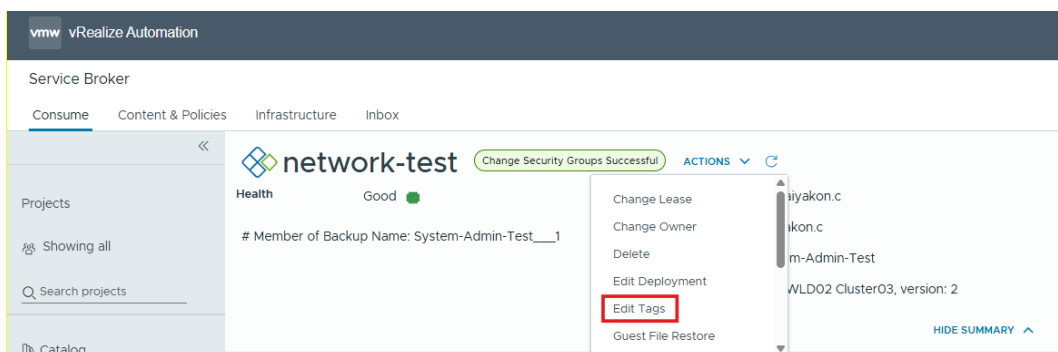 vmw vRealize Automation
Service Broker
Consume Content & Policies Infrastructure Inbox
network-test Change Security Groups Successful ACTIONS
Projects
Showing all
Search projects
Catalog
Health Good
# Member of Backup Name: System-Admin-Test___1
Change Lease
Change Owner
Delete
Edit Deployment
Edit Tags
Guest File Restore
aiyakon.c
akon.c
m-Admin-Test
WLD02 Cluster03, version: 2
HIDE SUMMARY